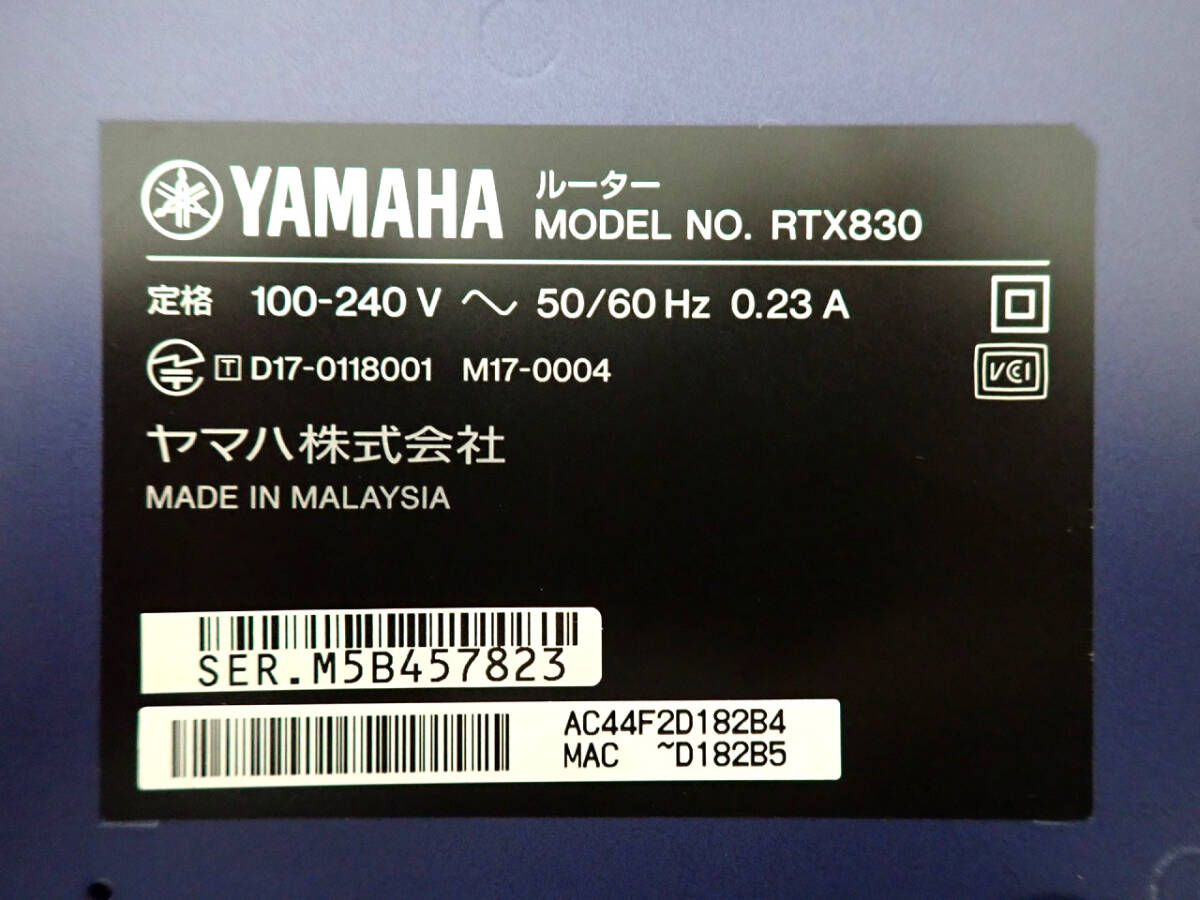 YAMAHA ルーター
MODEL NO. RTX830
定格 100-240 V 〜 50/60 Hz 0.23 A
T D17-0118001 M17-0004
VCI
ヤマハ株式会社
MADE IN MALAYSIA
SER.M5B457823
AC44F2D182B4
MAC ~D182B5